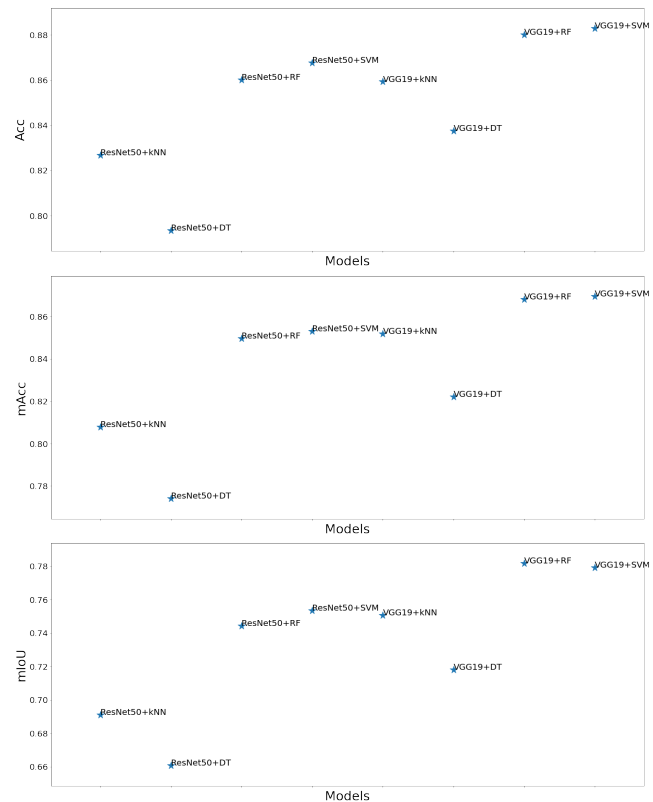 VGG19+SVM
0.88
VGG19+RF
ResNet50+SVM
0.86
ResNet50+RF
VGG19+kNN
Acc
0.84
VGG19+DT
ResNet50+kNN
0.82
0.80
ResNet50+DT
Models
VGG19+RF
VGG19+SVM
0.86
ResNet50+RF
ResNet50+SVM
VGG19+kNN
0.84
mAcc
0.82
VGG19+DT
ResNet50+kNN
0.80
0.78
ResNet50+DT
Models
0.78
VGG19+RF
VGG19+SVM
0.76
ResNet50+SVM
VGG19+kNN
0.74
ResNet50+RF
mIoU
0.72
VGG19+DT
0.70
ResNet50+kNN
0.68
0.66
ResNet50+DT
Models